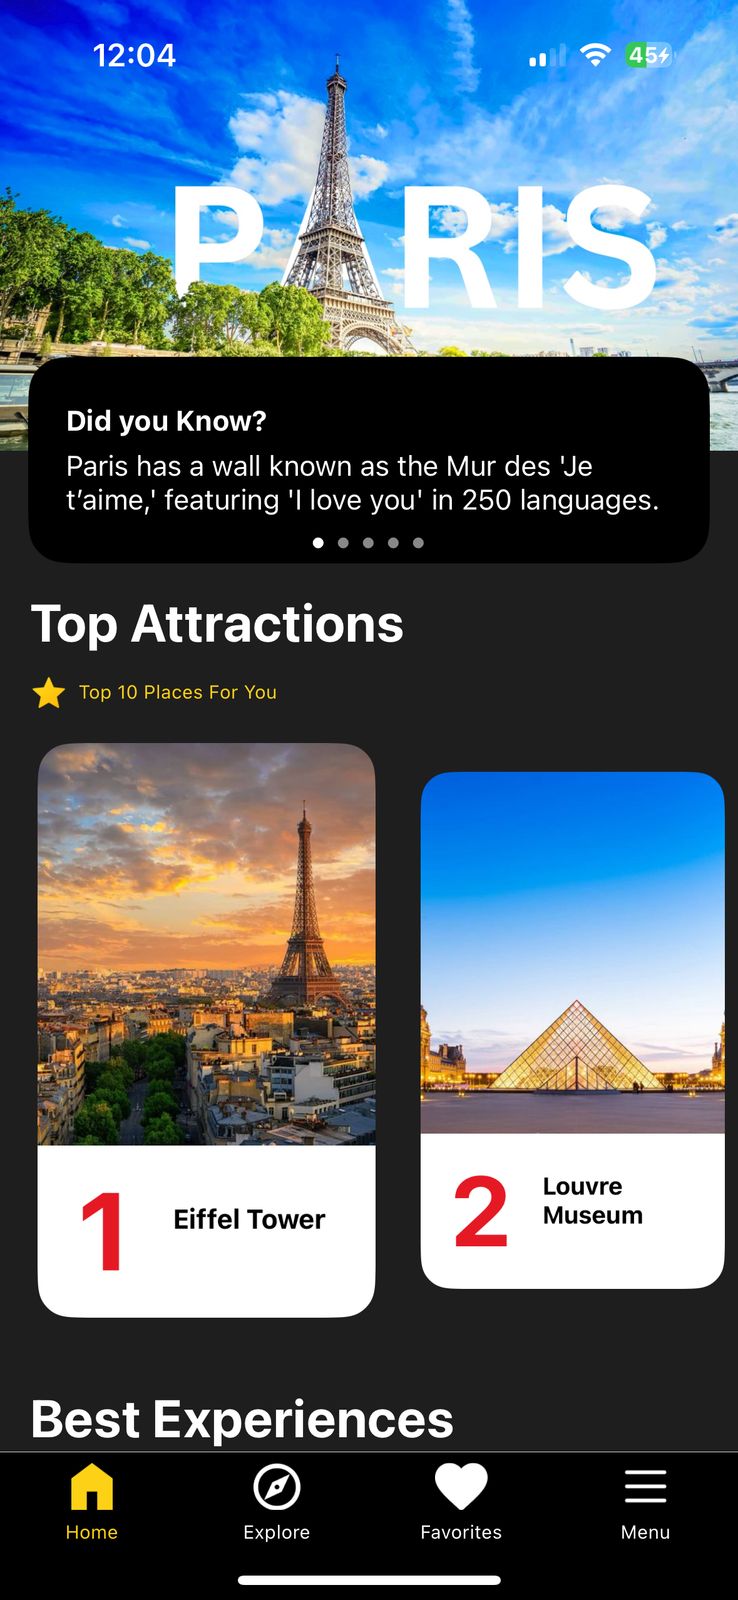 12:04
45
PARIS
Did you Know?
Paris has a wall known as the Mur des 'Je
t’aime,' featuring 'I love you' in 250 languages.
Top Attractions
Top 10 Places For You
1
Eiffel Tower
2
Louvre
Museum
Best Experiences
Home
Explore
Favorites
Menu